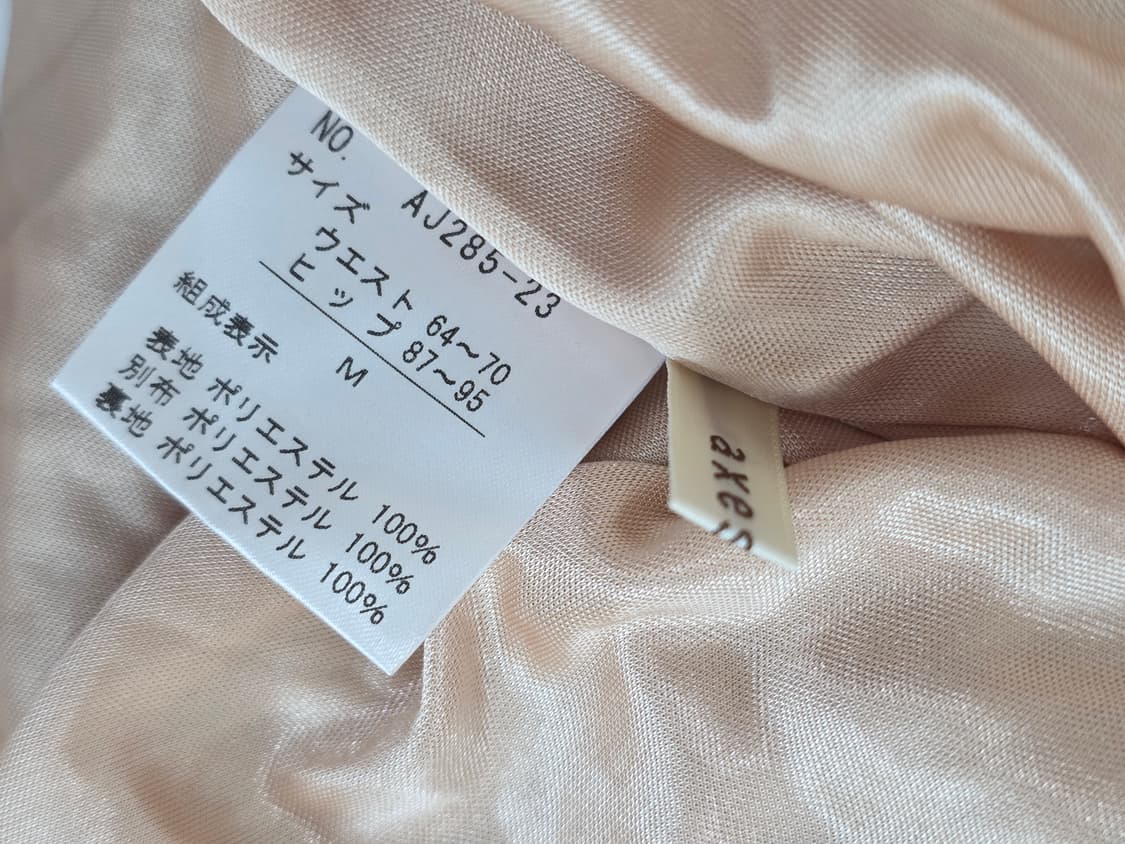 NO. AJ285-23
サイズ
ウエスト 64～70
ヒップ 87～95
M
組成表示
表地 ポリエステル 100%
別布 ポリエステル 100%
裏地 ポリエステル 100%